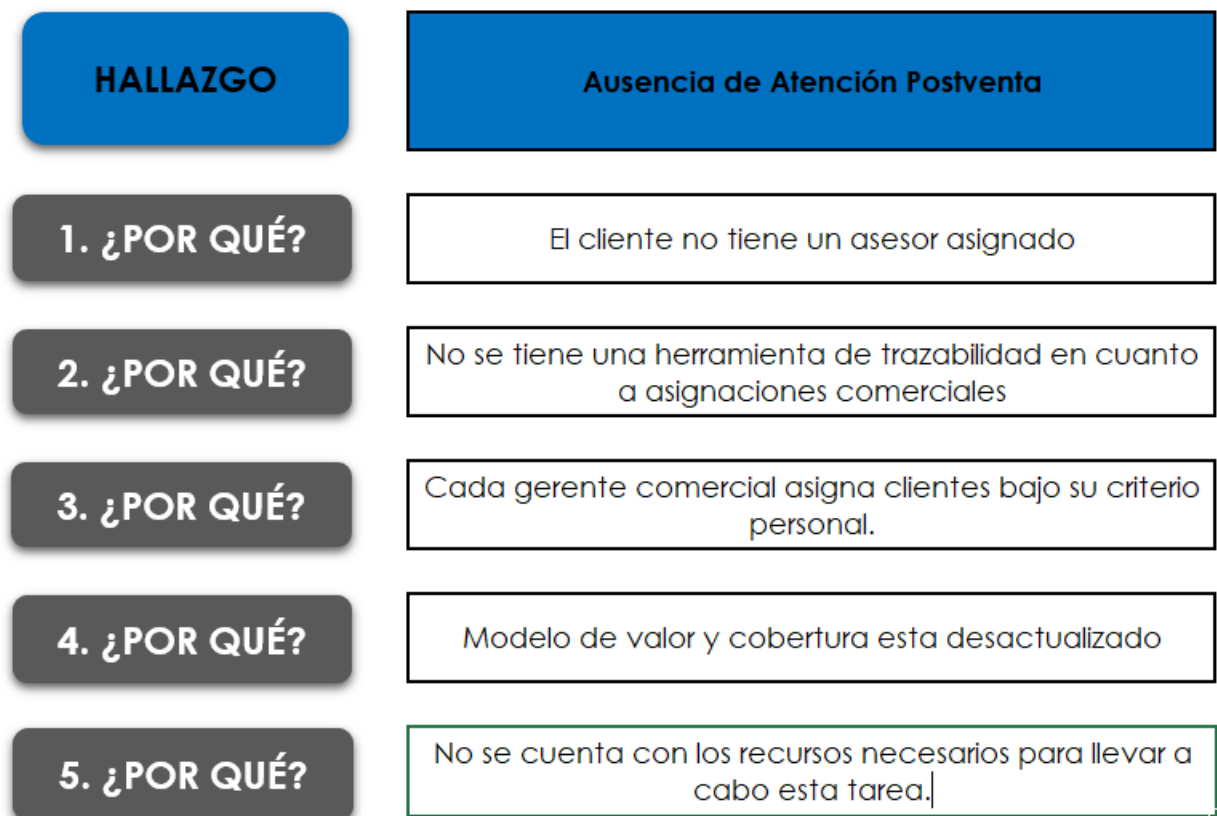 HALLAZGO
Ausencia de Atención Postventa
1. ¿POR QUÉ?
El cliente no tiene un asesor asignado
2. ¿POR QUÉ?
No se tiene una herramienta de trazabilidad en cuanto
a asignaciones comerciales
3. ¿POR QUÉ?
Cada gerente comercial asigna clientes bajo su criterio
personal.
4. ¿POR QUÉ?
Modelo de valor y cobertura esta desactualizado
5. ¿POR QUÉ?
No se cuenta con los recursos necesarios para llevar a
cabo esta tarea.